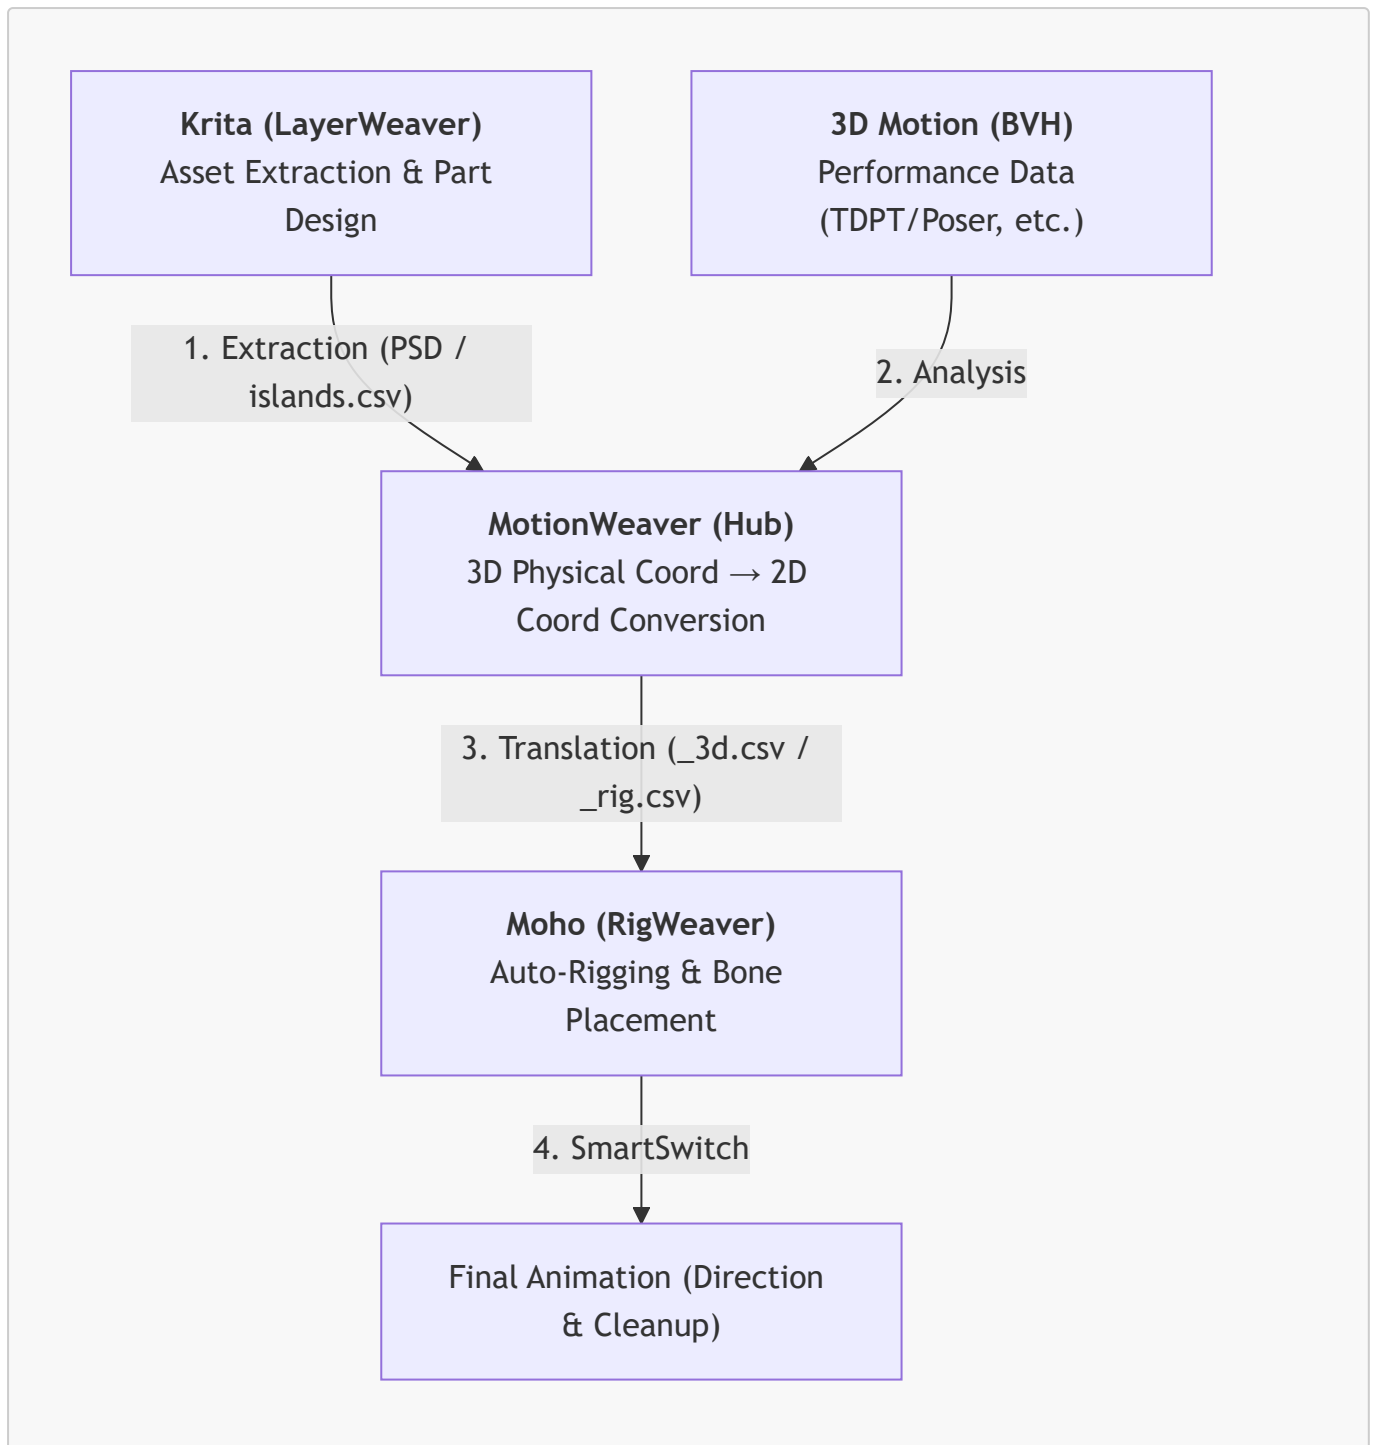 Krita (LayerWeaver)
Asset Extraction & Part
Design
3D Motion (BVH)
Performance Data
(TDPT/Poser, etc.)
1. Extraction (PSD /
islands.csv)
2. Analysis
MotionWeaver (Hub)
3D Physical Coord → 2D
Coord Conversion
3. Translation (_3d.csv /
_rig.csv)
Moho (RigWeaver)
Auto-Rigging & Bone
Placement
4. SmartSwitch
Final Animation (Direction
& Cleanup)